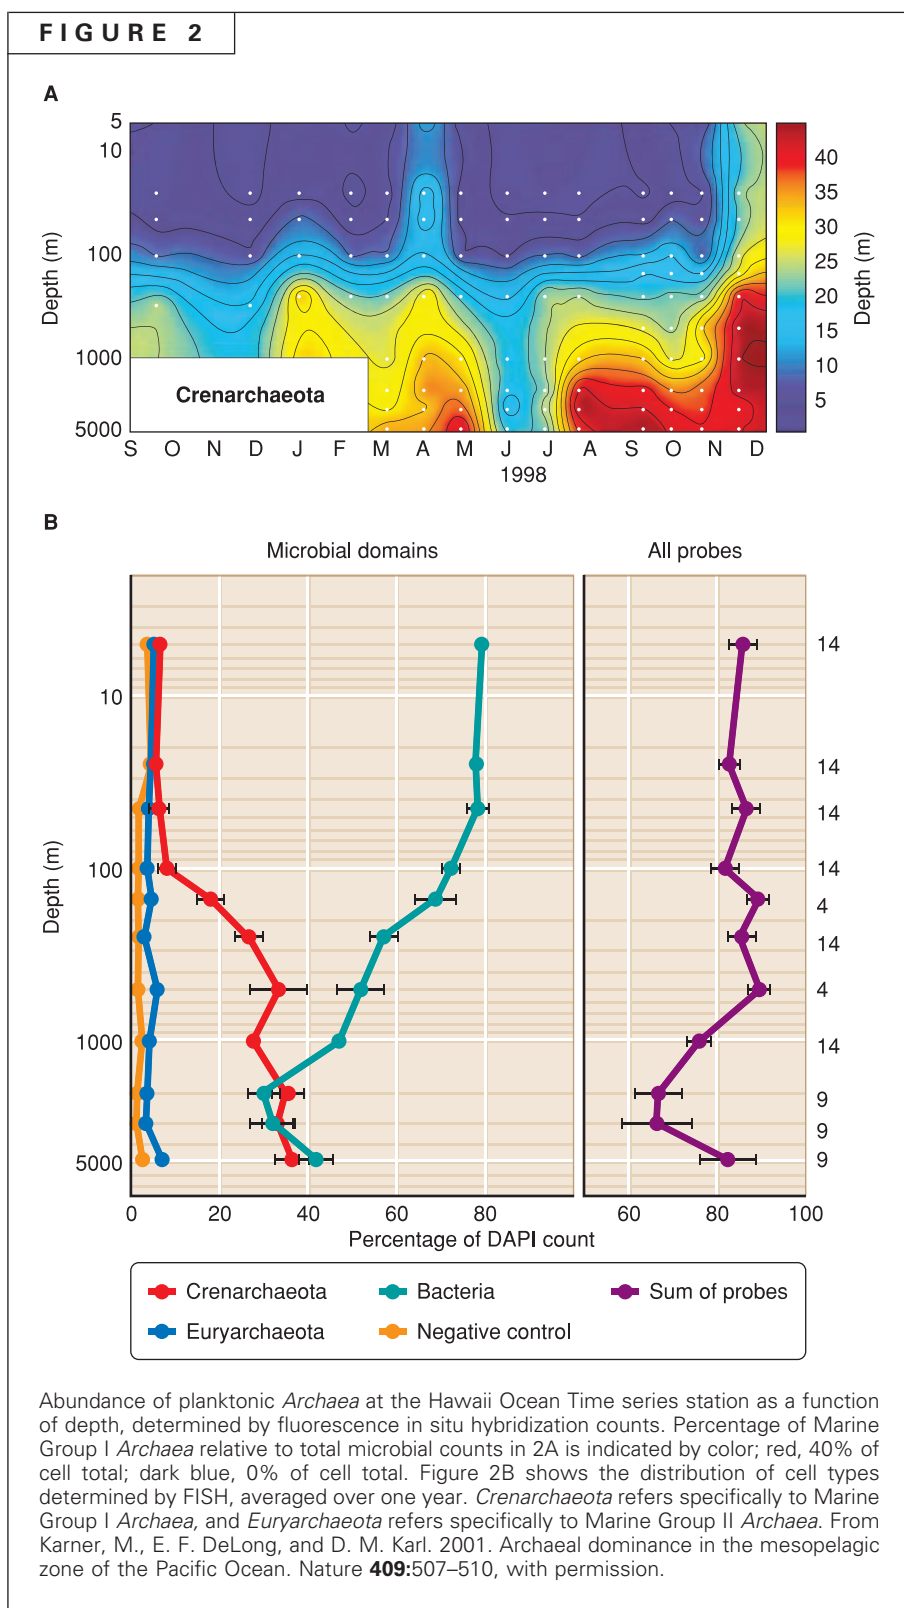 FIGURE 2
A
5
10
100
1000
5000
Depth (m)
Crenarchaeota
S O N D J F M A M J J A S O N D
1998
40
35
30
25
20
15
10
5
Depth (m)
B
Microbial domains
All probes
10
100
1000
5000
Depth (m)
14
14
14
14
4
14
4
14
9
9
9
0 20 40 60 80 60 80 100
Percentage of DAPI count
Crenarchaeota Bacteria Sum of probes
Euryarchaeota Negative control
Abundance of planktonic Archaea at the Hawaii Ocean Time series station as a function
of depth, determined by fluorescence in situ hybridization counts. Percentage of Marine
Group I Archaea relative to total microbial counts in 2A is indicated by color; red, 40% of
cell total; dark blue, 0% of cell total. Figure 2B shows the distribution of cell types
determined by FISH, averaged over one year. Crenarchaeota refers specifically to Marine
Group I Archaea, and Euryarchaeota refers specifically to Marine Group II Archaea. From
Karner, M., E. F. DeLong, and D. M. Karl. 2001. Archaeal dominance in the mesopelagic
zone of the Pacific Ocean. Nature 409:507–510, with permission.